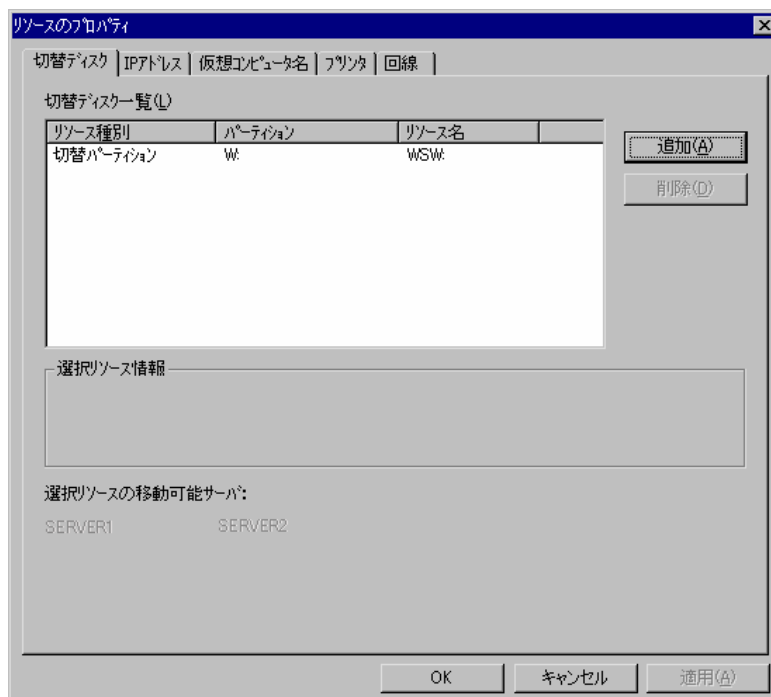 リソースのプロパティ
切替ディスク IPアドレス 仮想コンピュータ名 プリンタ 回線
切替ディスク一覧(L)
リソース種別 パーティション リソース名
切替パーティション W: WSW:
追加(A)
削除(D)
選択リソース情報
選択リソースの移動可能サーバ:
SERVER1 SERVER2
OK キャンセル 適用(A)